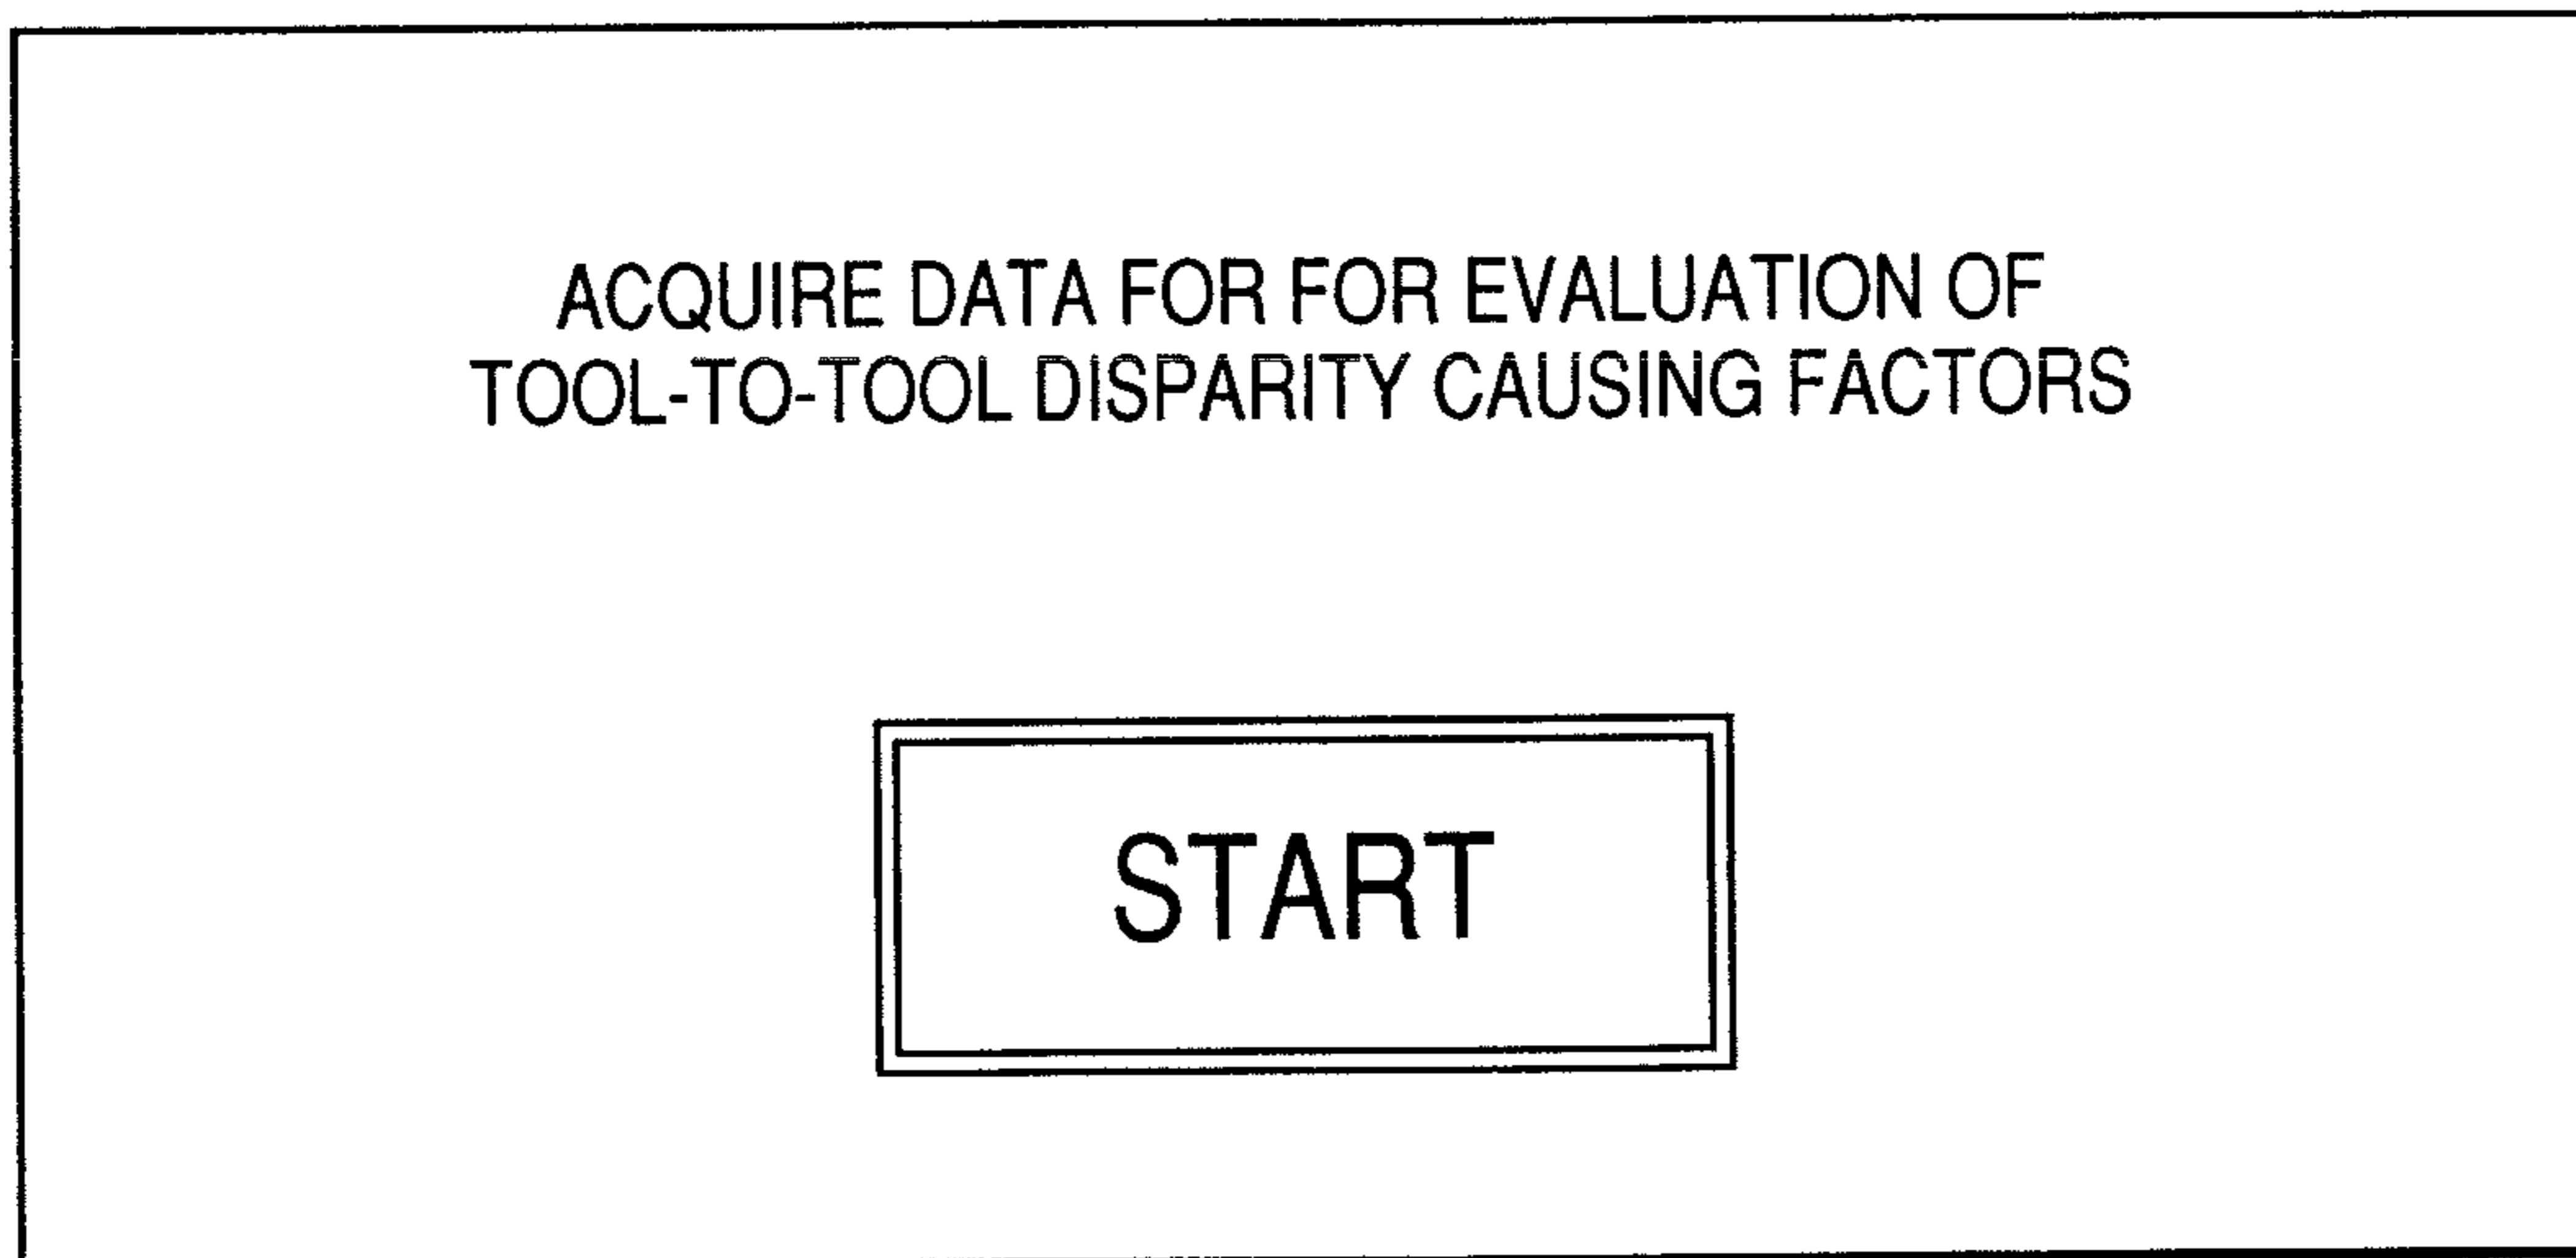 ACQUIRE DATA FOR FOR EVALUATION OF
TOOL-TO-TOOL DISPARITY CAUSING FACTORS
START